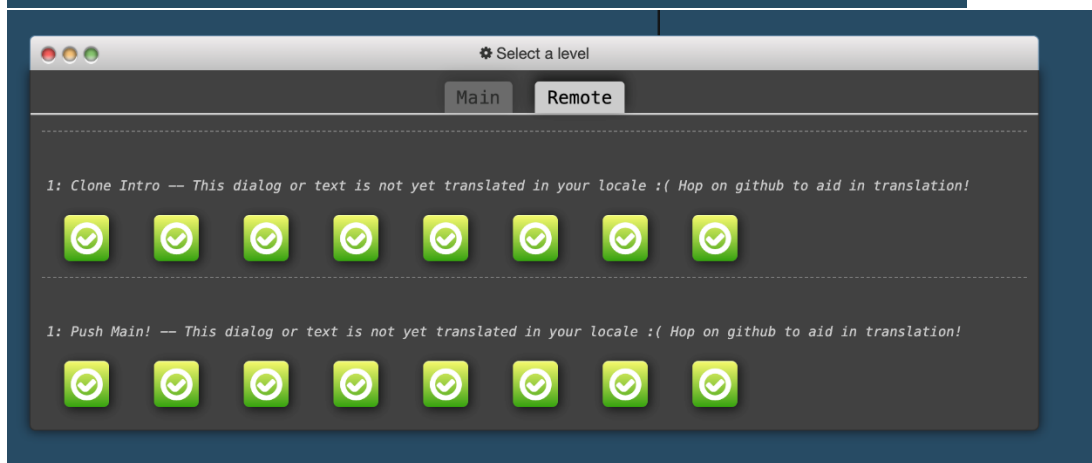 Select a level
Main Remote
1: Clone Intro –– This dialog or text is not yet translated in your locale :( Hop on github to aid in translation!
1: Push Main! –– This dialog or text is not yet translated in your locale :( Hop on github to aid in translation!